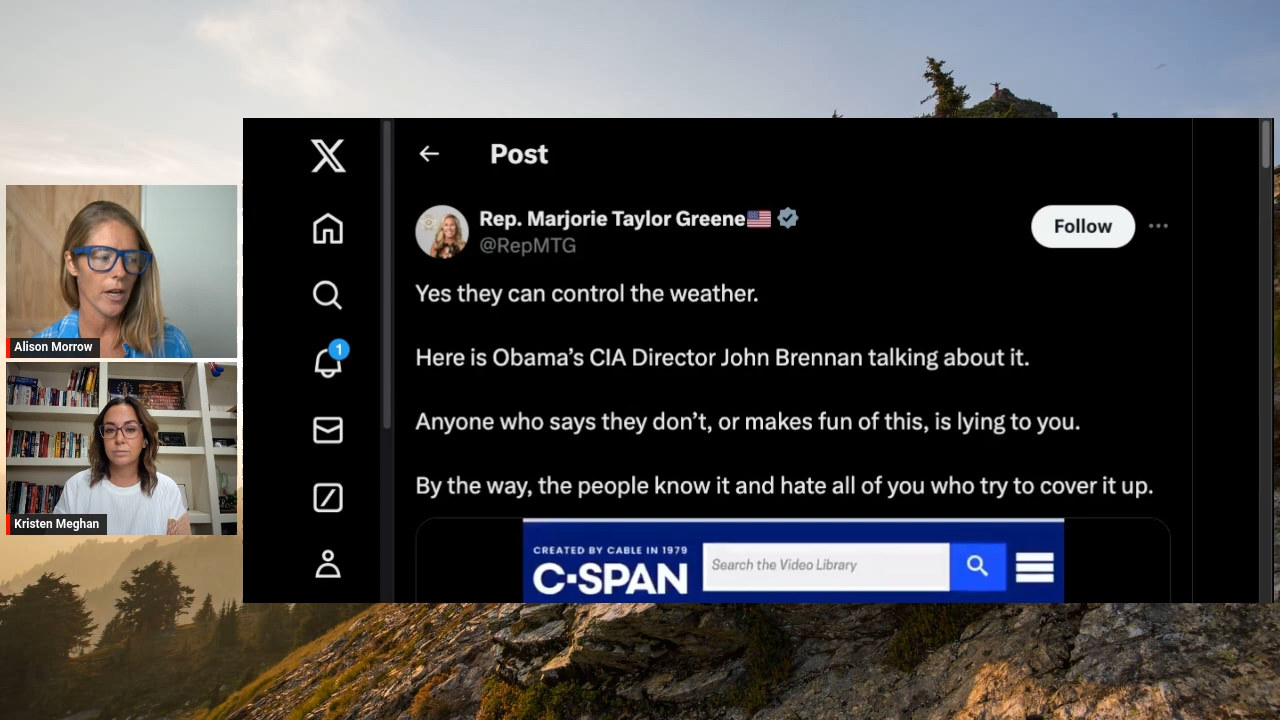 Post
Rep. Marjorie Taylor Greene🇺🇸
@RepMTG
Follow
Yes they can control the weather.
Here is Obama’s CIA Director John Brennan talking about it.
Anyone who says they don’t, or makes fun of this, is lying to you.
By the way, the people know it and hate all of you who try to cover it up.
CREATED BY CABLE IN 1979
C-SPAN
Search the Video Library
1
Alison Morrow
Kristen Meghan